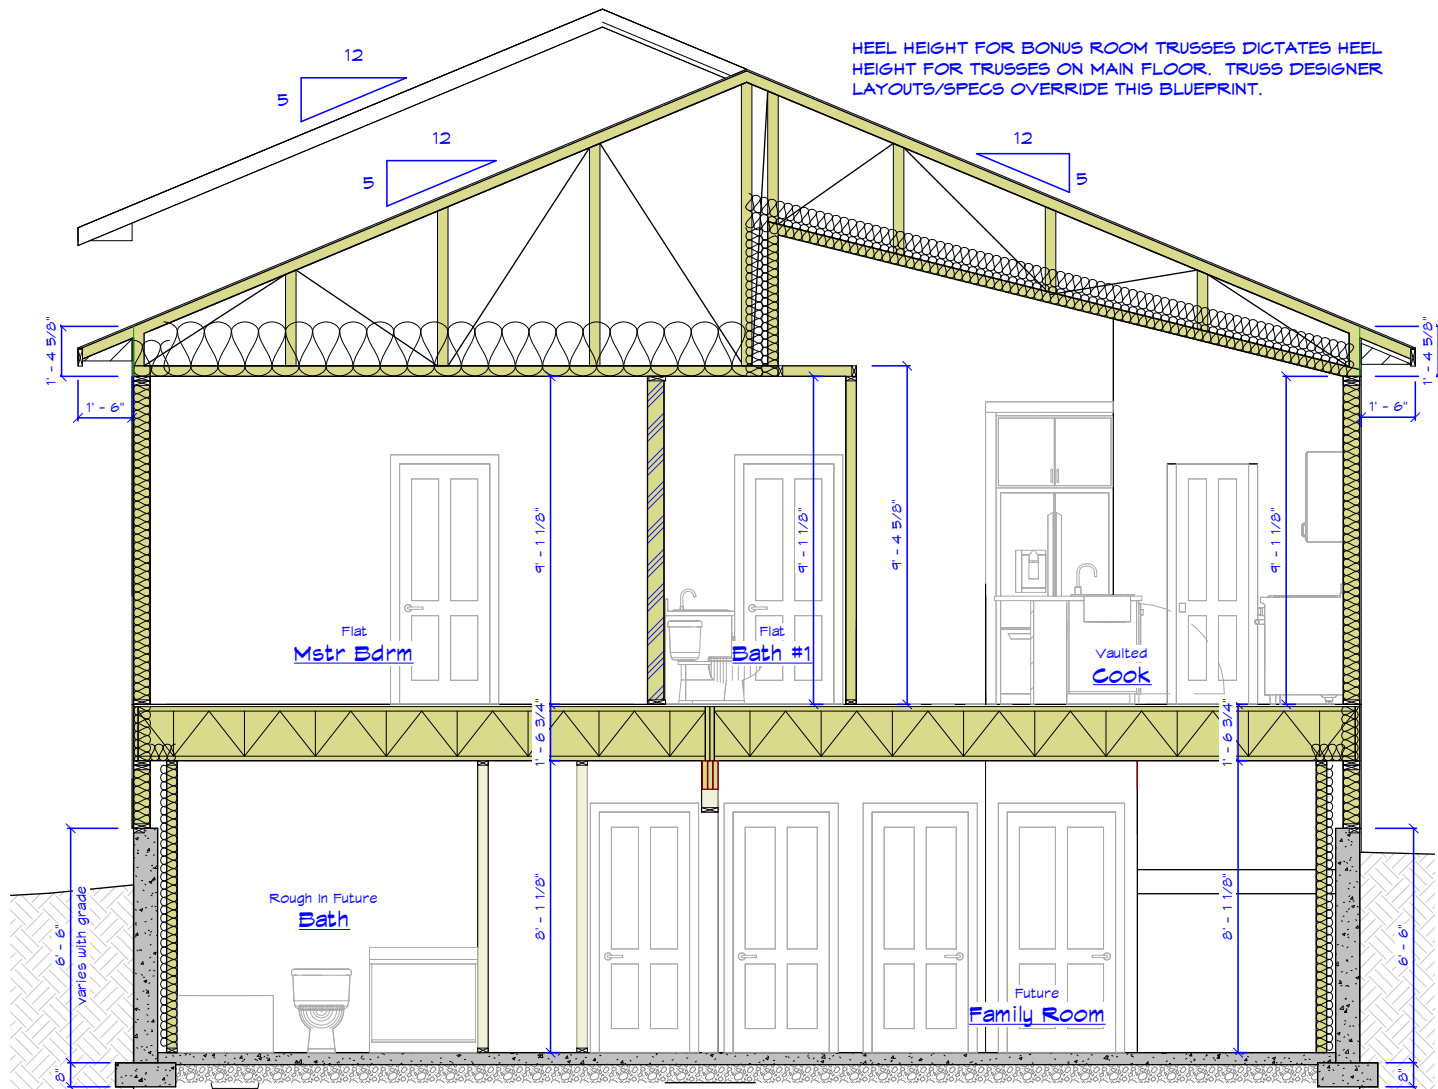 HEEL HEIGHT FOR BONUS ROOM TRUSSES DICTATES HEEL
HEIGHT FOR TRUSSES ON MAIN FLOOR. TRUSS DESIGNER
LAYOUTS/SPECS OVERRIDE THIS BLUEPRINT.
12
5
12
5
12
5
1' - 4 5/8"
1' - 6"
1' - 4 5/8"
1' - 6"
9' - 1 1/8"
9' - 1 1/8"
9' - 4 5/8"
9' - 1 1/8"
Flat
Mstr Bdrm
Flat
Bath #1
Vaulted
Cook
1' - 6 3/4"
1' - 6 3/4"
8' - 1 1/8"
8' - 1 1/8"
6' - 6"
varies with grade
6' - 6"
Rough In Future
Bath
Future
Family Room
8"
8"